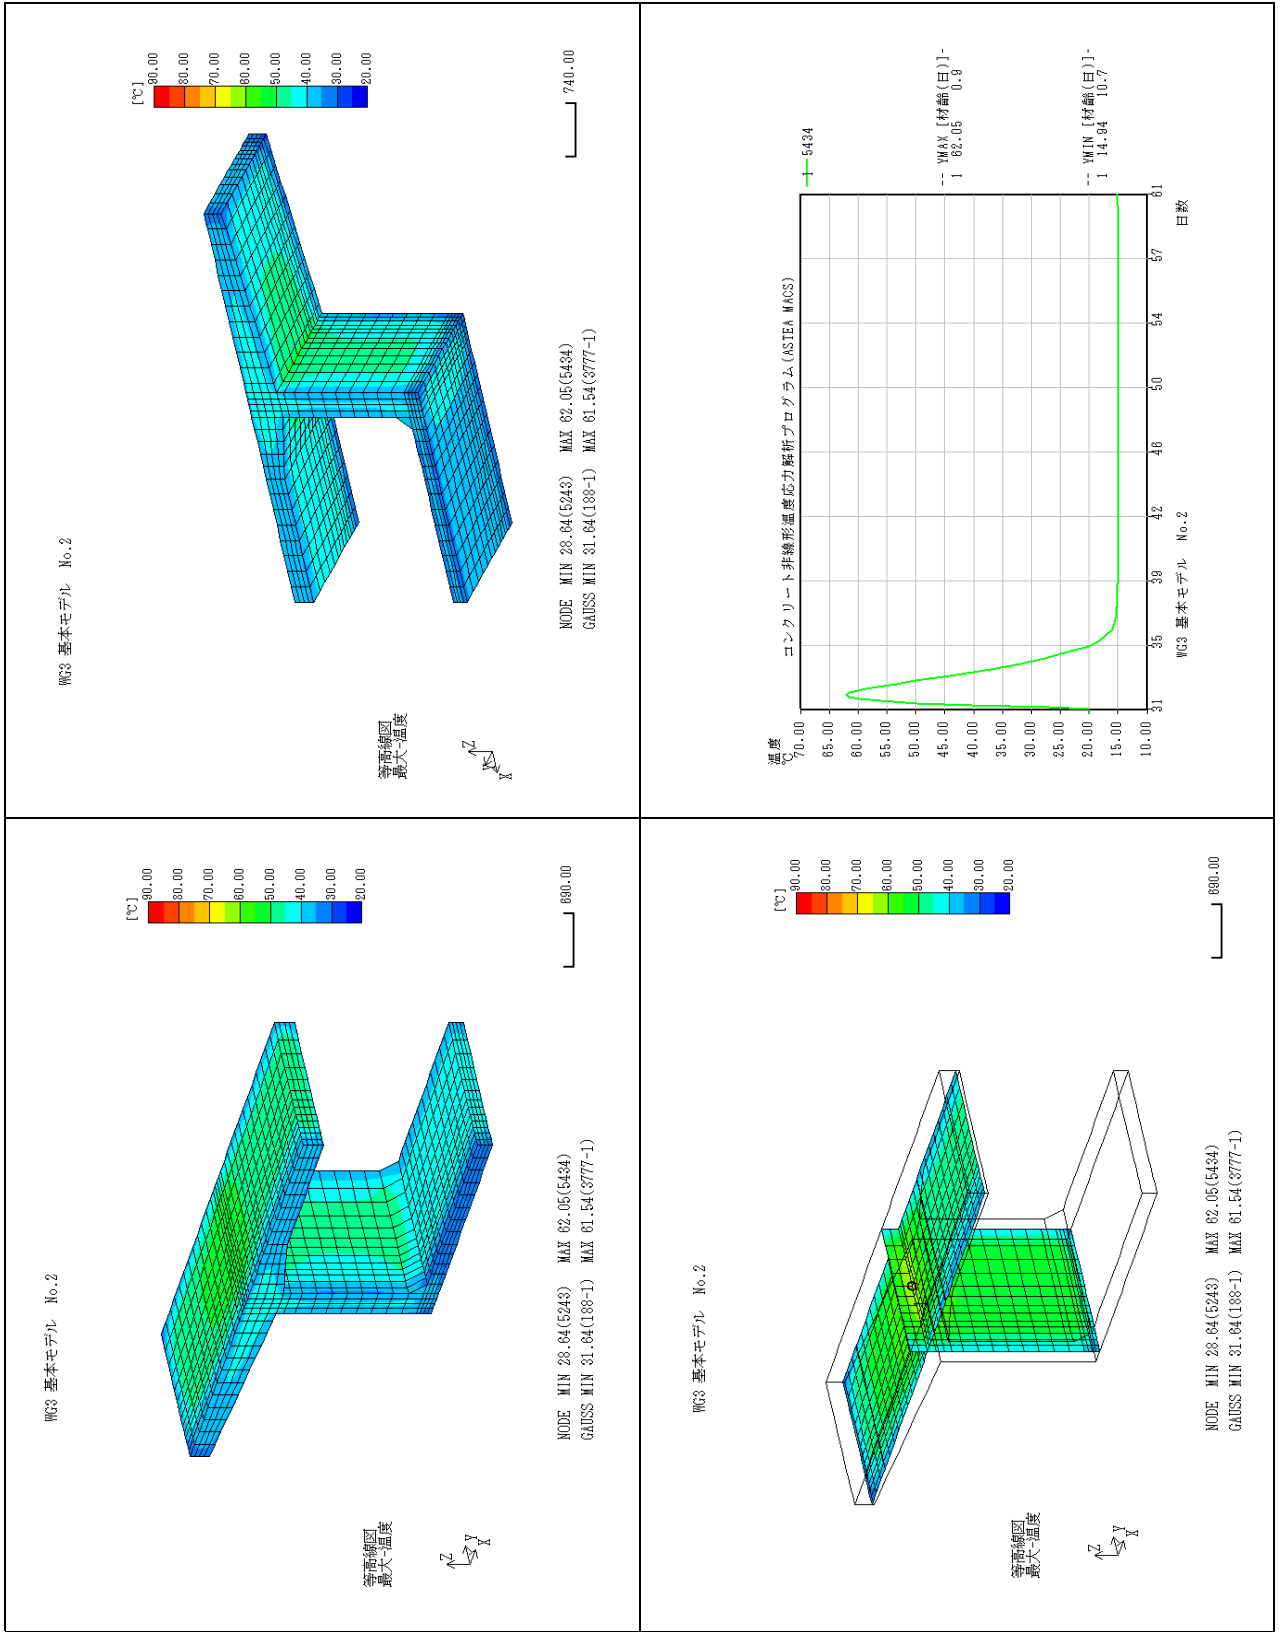 WG3 基本モデル No.2
[℃]
90.00
80.00
70.00
60.00
50.00
40.00
30.00
20.00
等高線図
最大-温度
Z
Y
X
NODE MIN 28.64(5243) MAX 62.05(5434)
GAUSS MIN 31.64(188-1) MAX 61.54(3777-1)
690.00
WG3 基本モデル No.2
[℃]
90.00
80.00
70.00
60.00
50.00
40.00
30.00
20.00
等高線図
最大-温度
Z
Y
X
NODE MIN 28.64(5243) MAX 62.05(5434)
GAUSS MIN 31.64(188-1) MAX 61.54(3777-1)
740.00
WG3 基本モデル No.2
[℃]
90.00
80.00
70.00
60.00
50.00
40.00
30.00
20.00
等高線図
最大-温度
Z
Y
X
NODE MIN 28.64(5243) MAX 62.05(5434)
GAUSS MIN 31.64(188-1) MAX 61.54(3777-1)
690.00
コンクリート非線形温度応力解析プログラム(ASTEA MACS)
温度
℃
70.00
65.00
60.00
55.00
50.00
45.00
40.00
35.00
30.00
25.00
20.00
15.00
10.00
31 35 39 42 46 50 54 57 61
日数
WG3 基本モデル No.2
1 5434
-- YMAX [材齢(日)]-
1 62.05 0.9
-- YMIN [材齢(日)]-
1 14.94 10.7